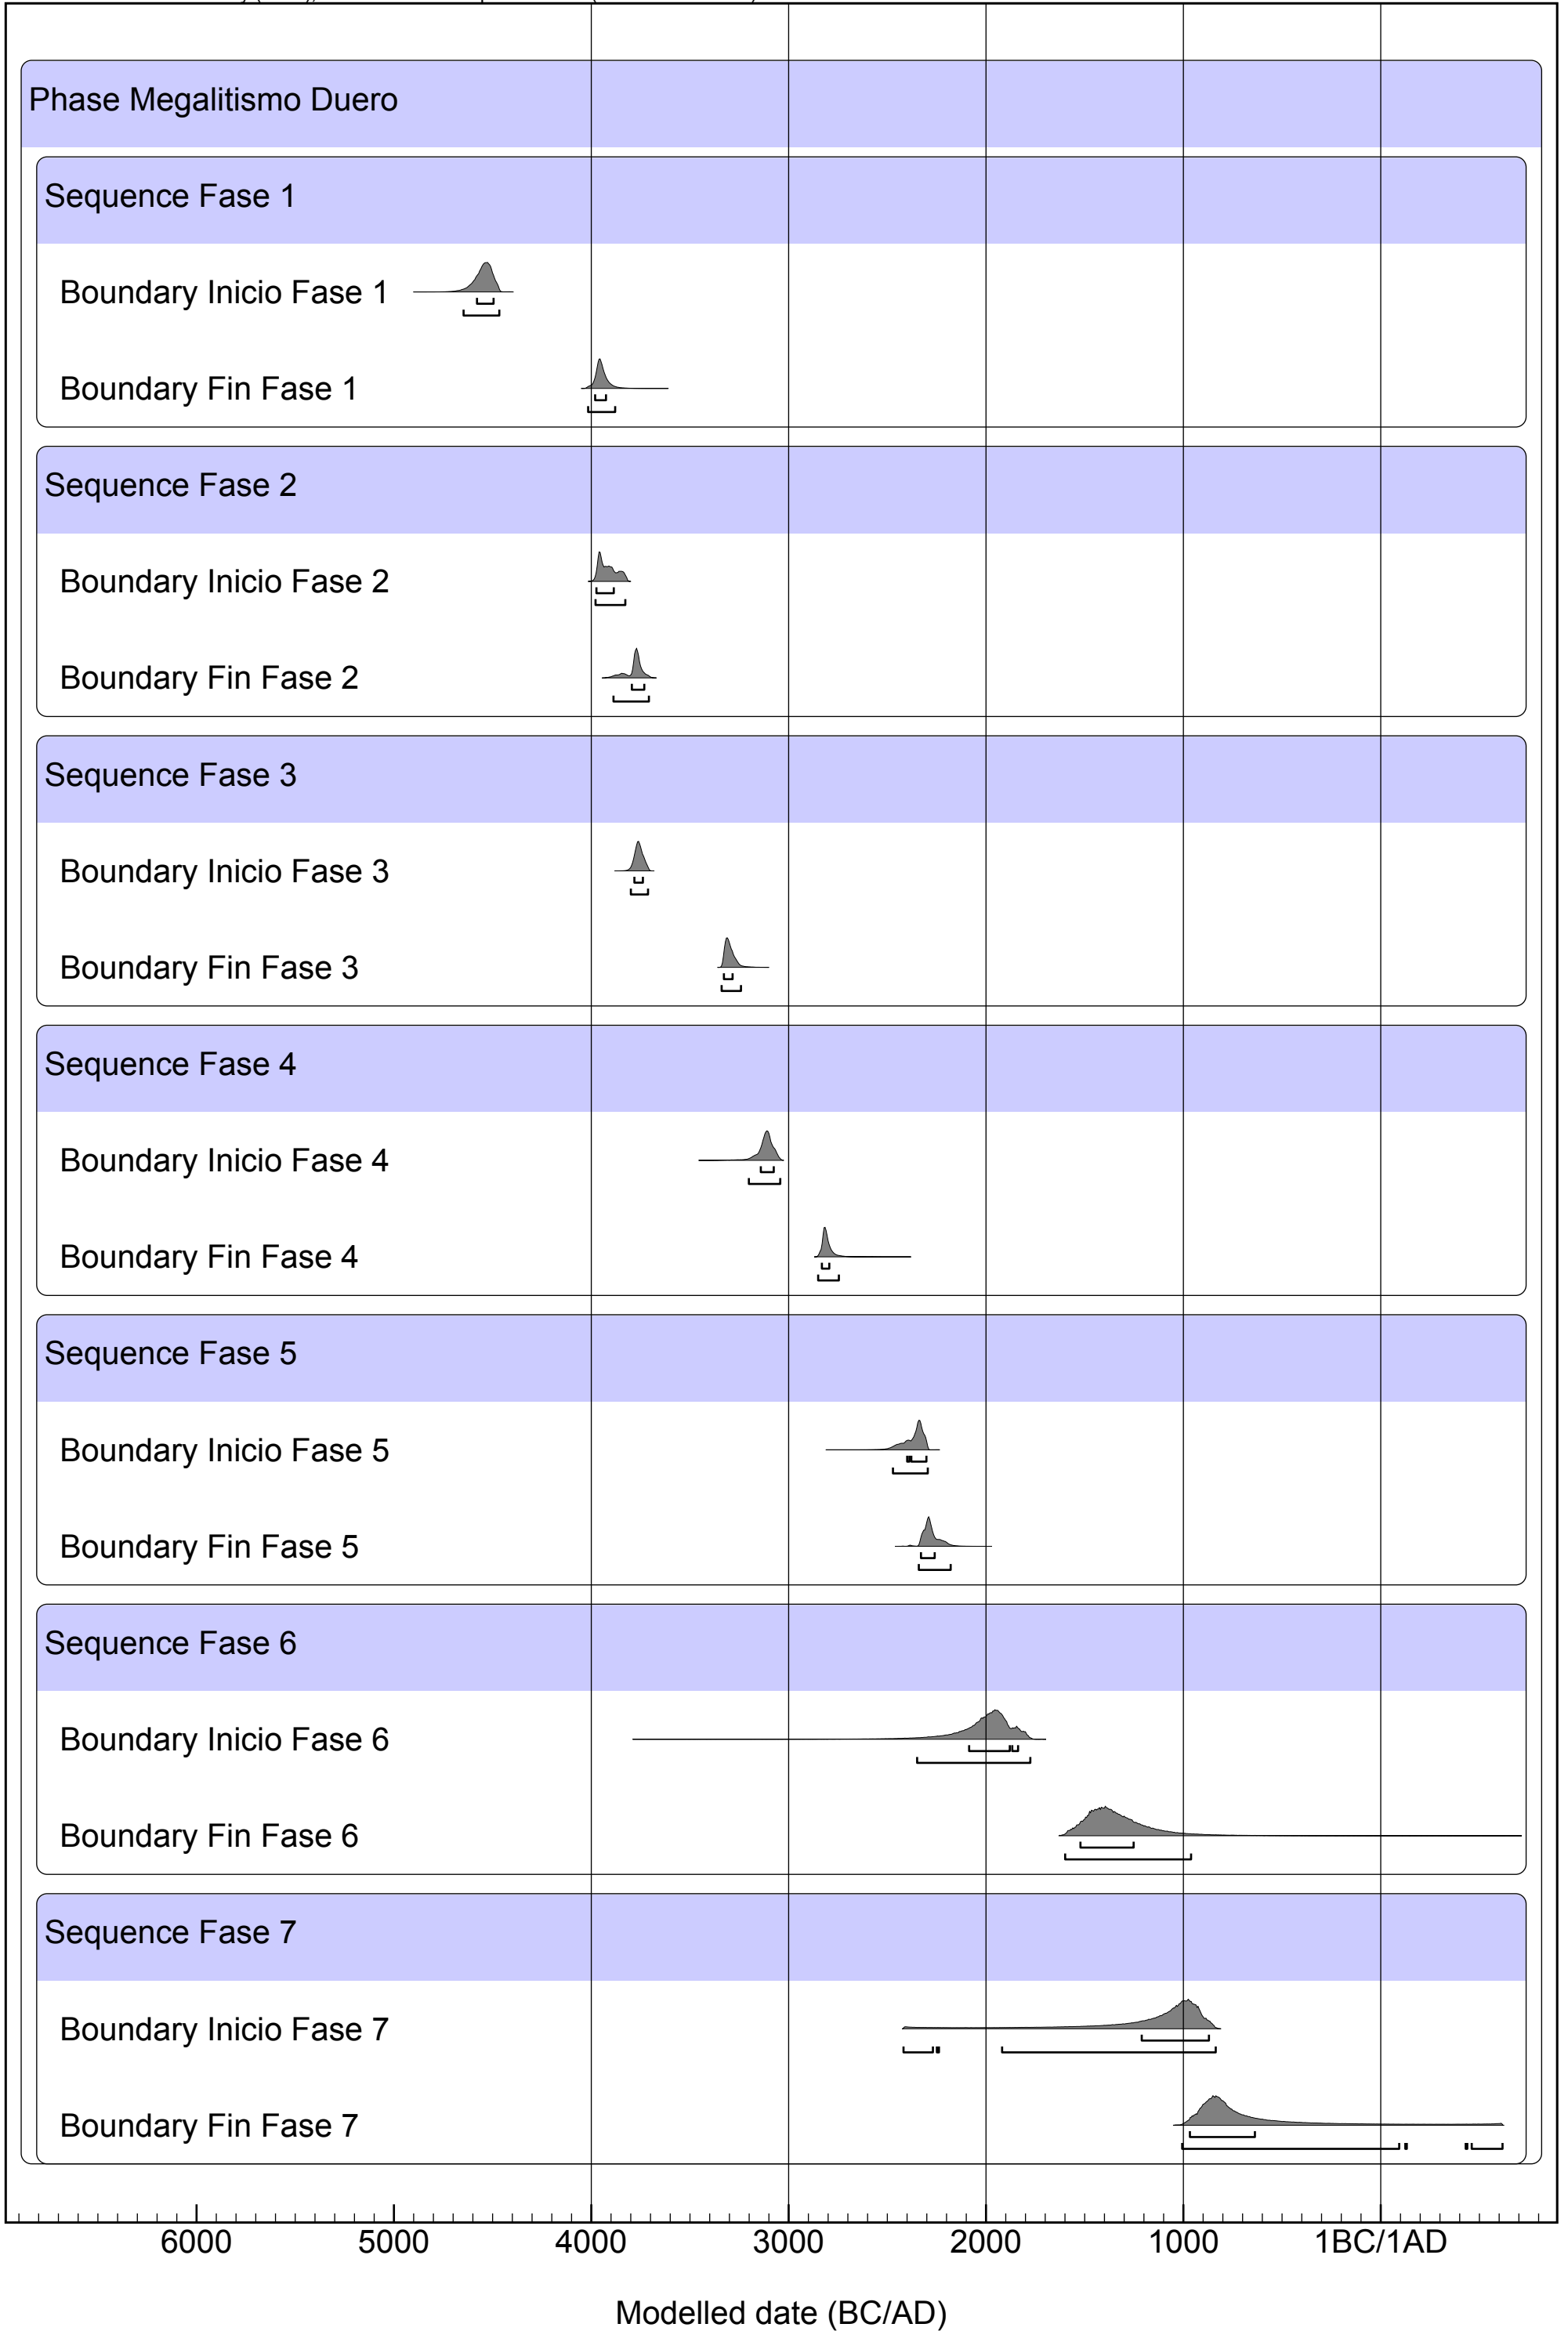 Phase Megalitismo Duero
Sequence Fase 1
Boundary Inicio Fase 1
Boundary Fin Fase 1
Sequence Fase 2
Boundary Inicio Fase 2
Boundary Fin Fase 2
Sequence Fase 3
Boundary Inicio Fase 3
Boundary Fin Fase 3
Sequence Fase 4
Boundary Inicio Fase 4
Boundary Fin Fase 4
Sequence Fase 5
Boundary Inicio Fase 5
Boundary Fin Fase 5
Sequence Fase 6
Boundary Inicio Fase 6
Boundary Fin Fase 6
Sequence Fase 7
Boundary Inicio Fase 7
Boundary Fin Fase 7
6000 5000 4000 3000 2000 1000 1BC/1AD
Modelled date (BC/AD)